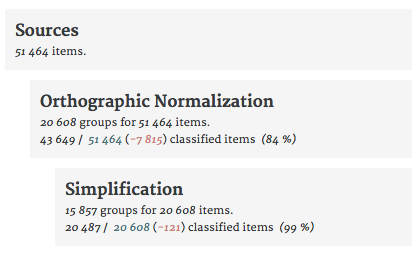 Sources
51 464 items.
Orthographic Normalization
20 608 groups for 51 464 items.
43 649 / 51 464 (−7 815) classified items (84 %)
Simplification
15 857 groups for 20 608 items.
20 487 / 20 608 (−121) classified items (99 %)